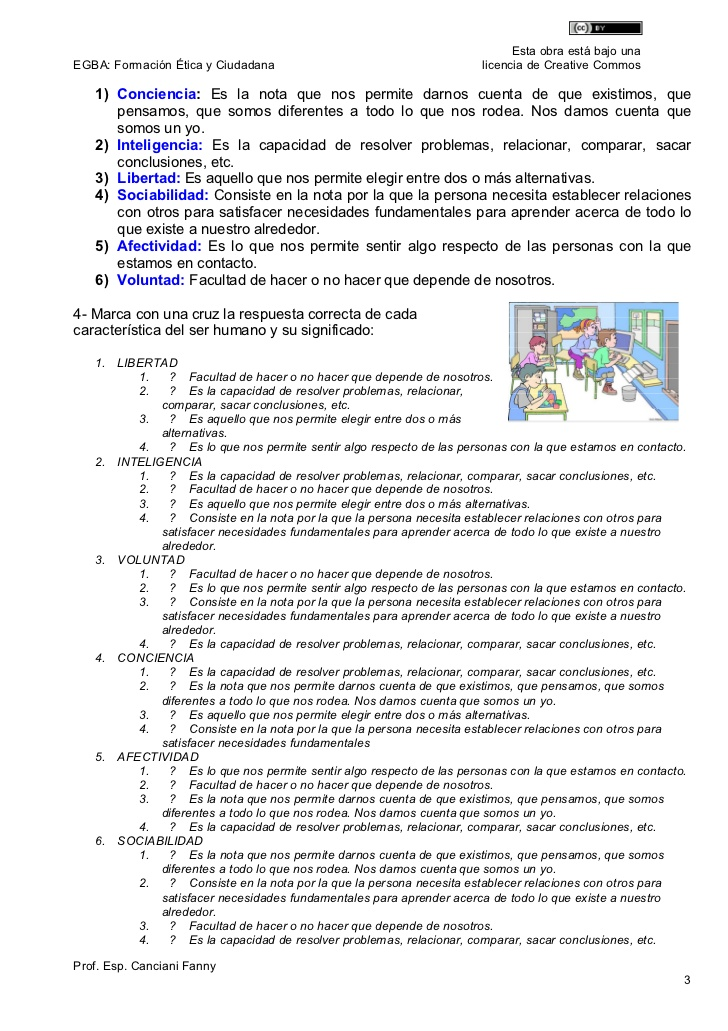 (cc) BY
Esta obra está bajo una
EGBA: Formación Ética y Ciudadana licencia de Creative Commos
1) Conciencia: Es la nota que nos permite darnos cuenta de que existimos, que
pensamos, que somos diferentes a todo lo que nos rodea. Nos damos cuenta que
somos un yo.
2) Inteligencia: Es la capacidad de resolver problemas, relacionar, comparar, sacar
conclusiones, etc.
3) Libertad: Es aquello que nos permite elegir entre dos o más alternativas.
4) Sociabilidad: Consiste en la nota por la que la persona necesita establecer relaciones
con otros para satisfacer necesidades fundamentales para aprender acerca de todo lo
que existe a nuestro alrededor.
5) Afectividad: Es lo que nos permite sentir algo respecto de las personas con la que
estamos en contacto.
6) Voluntad: Facultad de hacer o no hacer que depende de nosotros.
4- Marca con una cruz la respuesta correcta de cada
característica del ser humano y su significado:
1. LIBERTAD
1. ? Facultad de hacer o no hacer que depende de nosotros.
2. ? Es la capacidad de resolver problemas, relacionar,
comparar, sacar conclusiones, etc.
3. ? Es aquello que nos permite elegir entre dos o más
alternativas.
4. ? Es lo que nos permite sentir algo respecto de las personas con la que estamos en contacto.
2. INTELIGENCIA
1. ? Es la capacidad de resolver problemas, relacionar, comparar, sacar conclusiones, etc.
2. ? Facultad de hacer o no hacer que depende de nosotros.
3. ? Es aquello que nos permite elegir entre dos o más alternativas.
4. ? Consiste en la nota por la que la persona necesita establecer relaciones con otros para
satisfacer necesidades fundamentales para aprender acerca de todo lo que existe a nuestro
alrededor.
3. VOLUNTAD
1. ? Facultad de hacer o no hacer que depende de nosotros.
2. ? Es lo que nos permite sentir algo respecto de las personas con la que estamos en contacto.
3. ? Consiste en la nota por la que la persona necesita establecer relaciones con otros para
satisfacer necesidades fundamentales para aprender acerca de todo lo que existe a nuestro
alrededor.
4. ? Es la capacidad de resolver problemas, relacionar, comparar, sacar conclusiones, etc.
4. CONCIENCIA
1. ? Es la capacidad de resolver problemas, relacionar, comparar, sacar conclusiones, etc.
2. ? Es la nota que nos permite darnos cuenta de que existimos, que pensamos, que somos
diferentes a todo lo que nos rodea. Nos damos cuenta que somos un yo.
3. ? Es aquello que nos permite elegir entre dos o más alternativas.
4. ? Consiste en la nota por la que la persona necesita establecer relaciones con otros para
satisfacer necesidades fundamentales
5. AFECTIVIDAD
1. ? Es lo que nos permite sentir algo respecto de las personas con la que estamos en contacto.
2. ? Facultad de hacer o no hacer que depende de nosotros.
3. ? Es la nota que nos permite darnos cuenta de que existimos, que pensamos, que somos
diferentes a todo lo que nos rodea. Nos damos cuenta que somos un yo.
4. ? Es la capacidad de resolver problemas, relacionar, comparar, sacar conclusiones, etc.
6. SOCIABILIDAD
1. ? Es la nota que nos permite darnos cuenta de que existimos, que pensamos, que somos
diferentes a todo lo que nos rodea. Nos damos cuenta que somos un yo.
2. ? Consiste en la nota por la que la persona necesita establecer relaciones con otros para
satisfacer necesidades fundamentales para aprender acerca de todo lo que existe a nuestro
alrededor.
3. ? Facultad de hacer o no hacer que depende de nosotros.
4. ? Es la capacidad de resolver problemas, relacionar, comparar, sacar conclusiones, etc.
Prof. Esp. Canciani Fanny
3